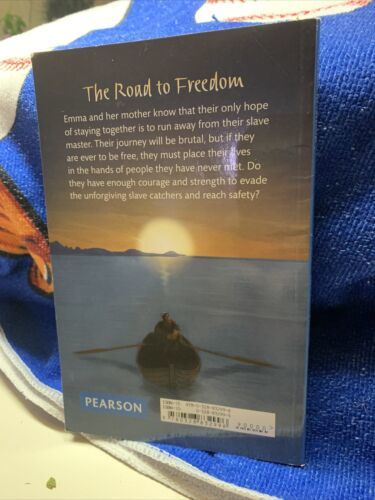 The Road to Freedom
Emma and her mother know that their only hope
of staying together is to run away from their slave
master. Their journey will be brutal, but if they
are ever to be free, they must place their lives
in the hands of people they have never met. Do
they have enough courage and strength to evade
the unforgiving slave catchers and reach safety?
PEARSON
90000